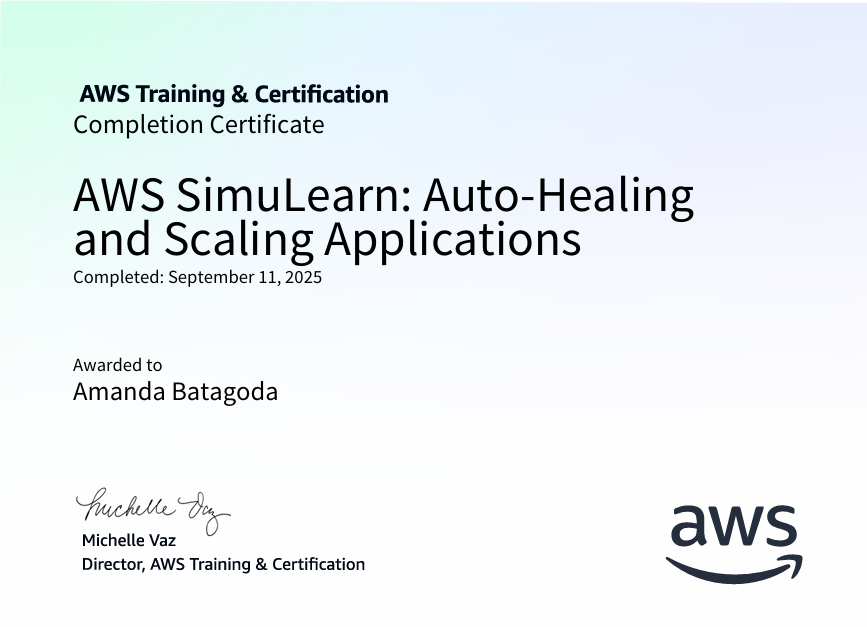 AWS Training & Certification
Completion Certificate
AWS SimuLearn: Auto-Healing
and Scaling Applications
Completed: September 11, 2025
Awarded to
Amanda Batagoda
Michelle Vaz
Michelle Vaz
Director, AWS Training & Certification
aws